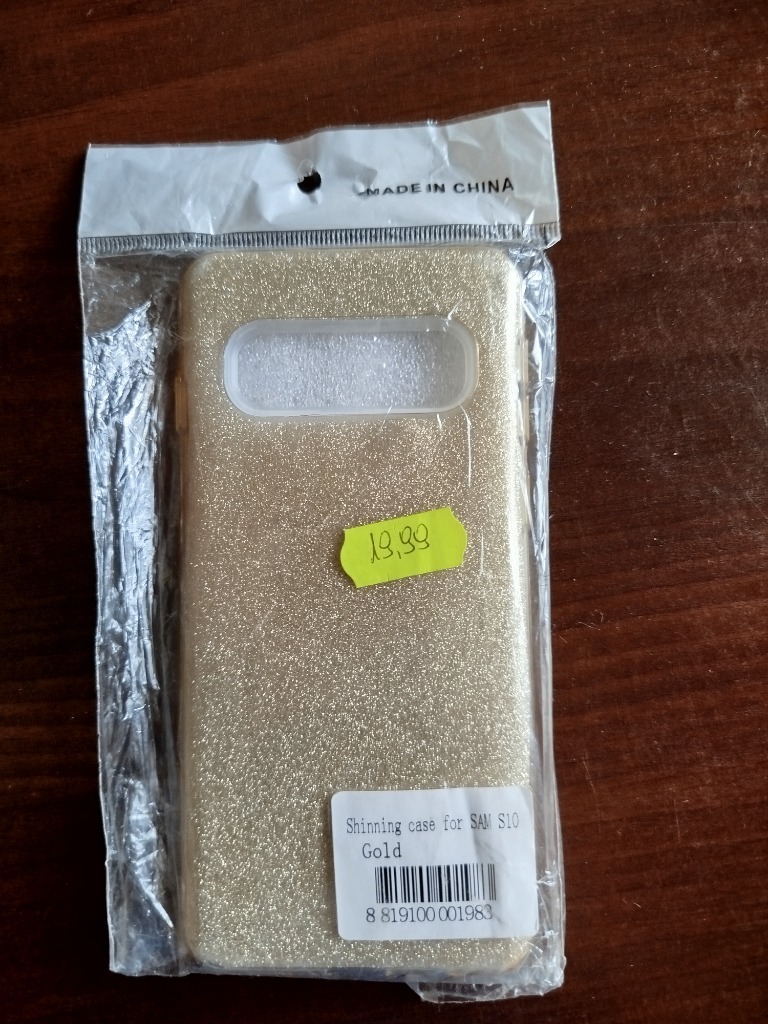 MADE IN CHINA
19,99
Shinning case for SAM S10
Gold
8 819100 001983